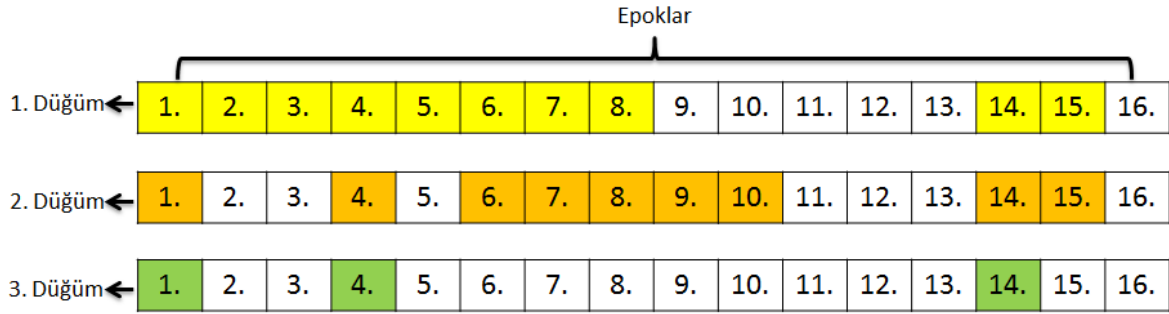 Epoklar
1. Düğüm 1. 2. 3. 4. 5. 6. 7. 8. 9. 10. 11. 12. 13. 14. 15. 16.
2. Düğüm 1. 2. 3. 4. 5. 6. 7. 8. 9. 10. 11. 12. 13. 14. 15. 16.
3. Düğüm 1. 2. 3. 4. 5. 6. 7. 8. 9. 10. 11. 12. 13. 14. 15. 16.